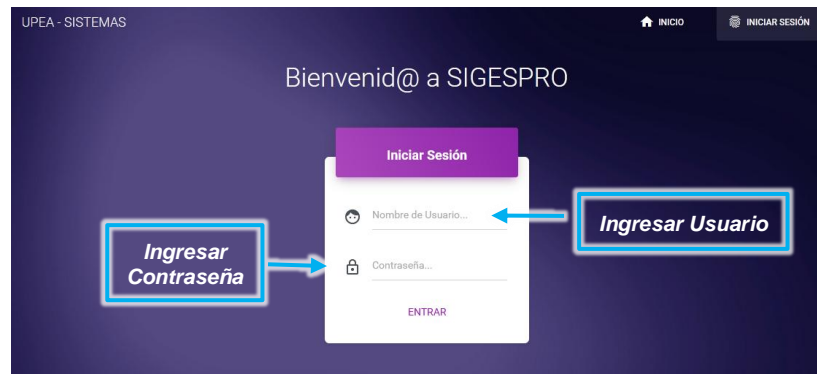 UPEA - SISTEMAS
INICIO
INICIAR SESIÓN
Bienvenid@ a SIGESPRO
Iniciar Sesión
Nombre de Usuario...
Ingresar Usuario
Ingresar
Contraseña
Contraseña...
ENTRAR